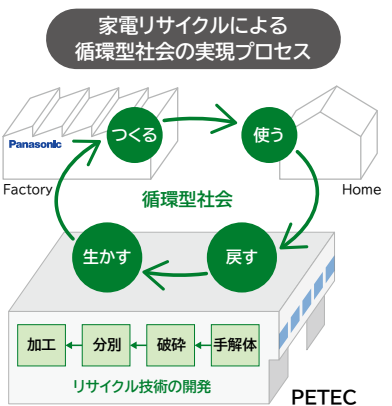 家電リサイクルによる
循環型社会の実現プロセス
Panasonic
つくる
使う
Factory
Home
循環型社会
生かす
戻す
加工
分別
破砕
手解体
リサイクル技術の開発
PETEC